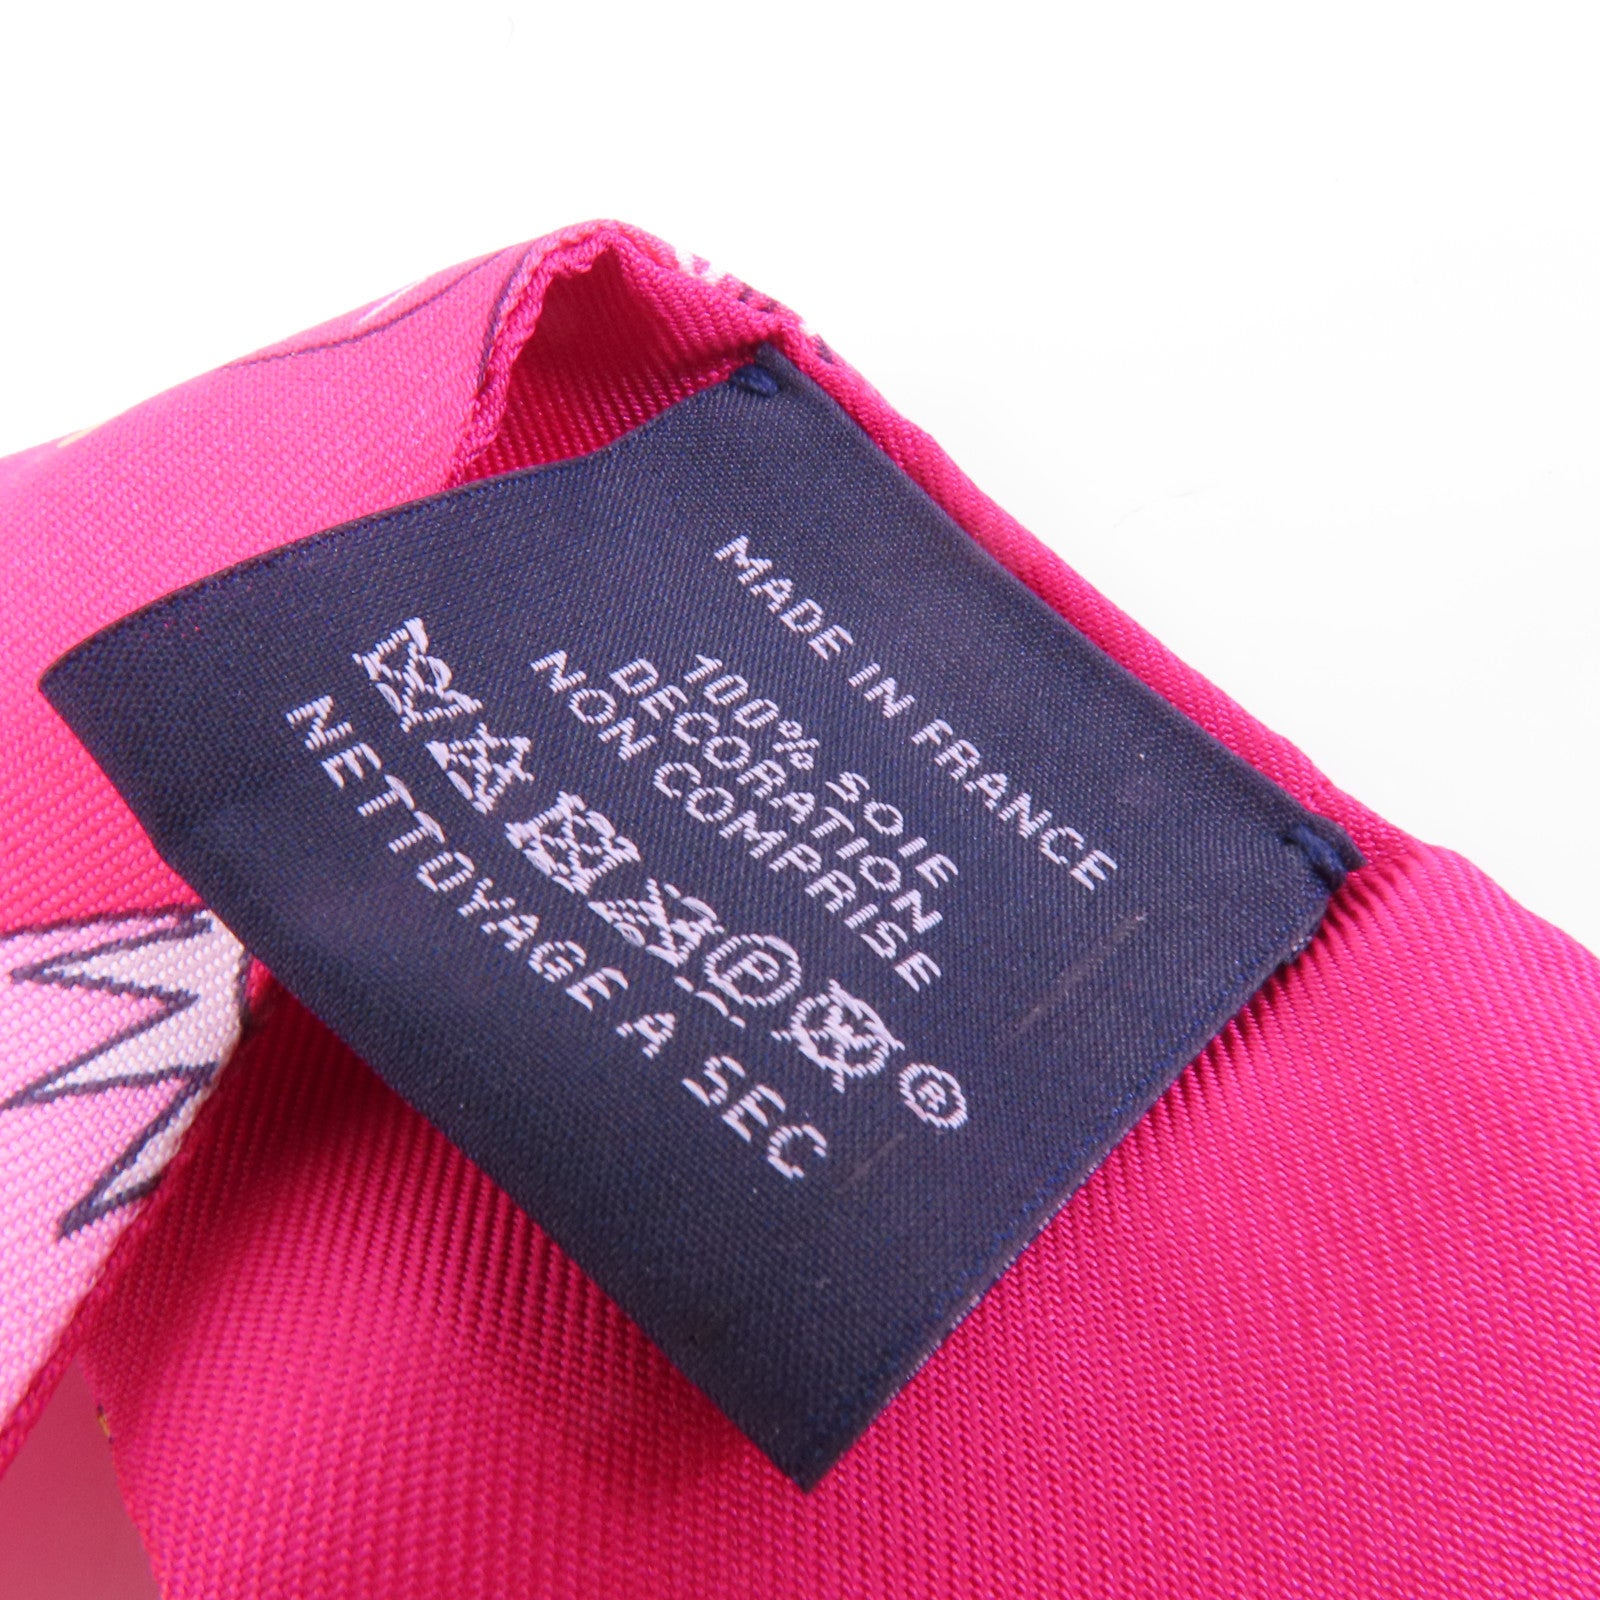 MADE IN FRANCE
100% SOIE
DECORATION
NON COMPRISE
P W ®
NETTOYAGE A SEC